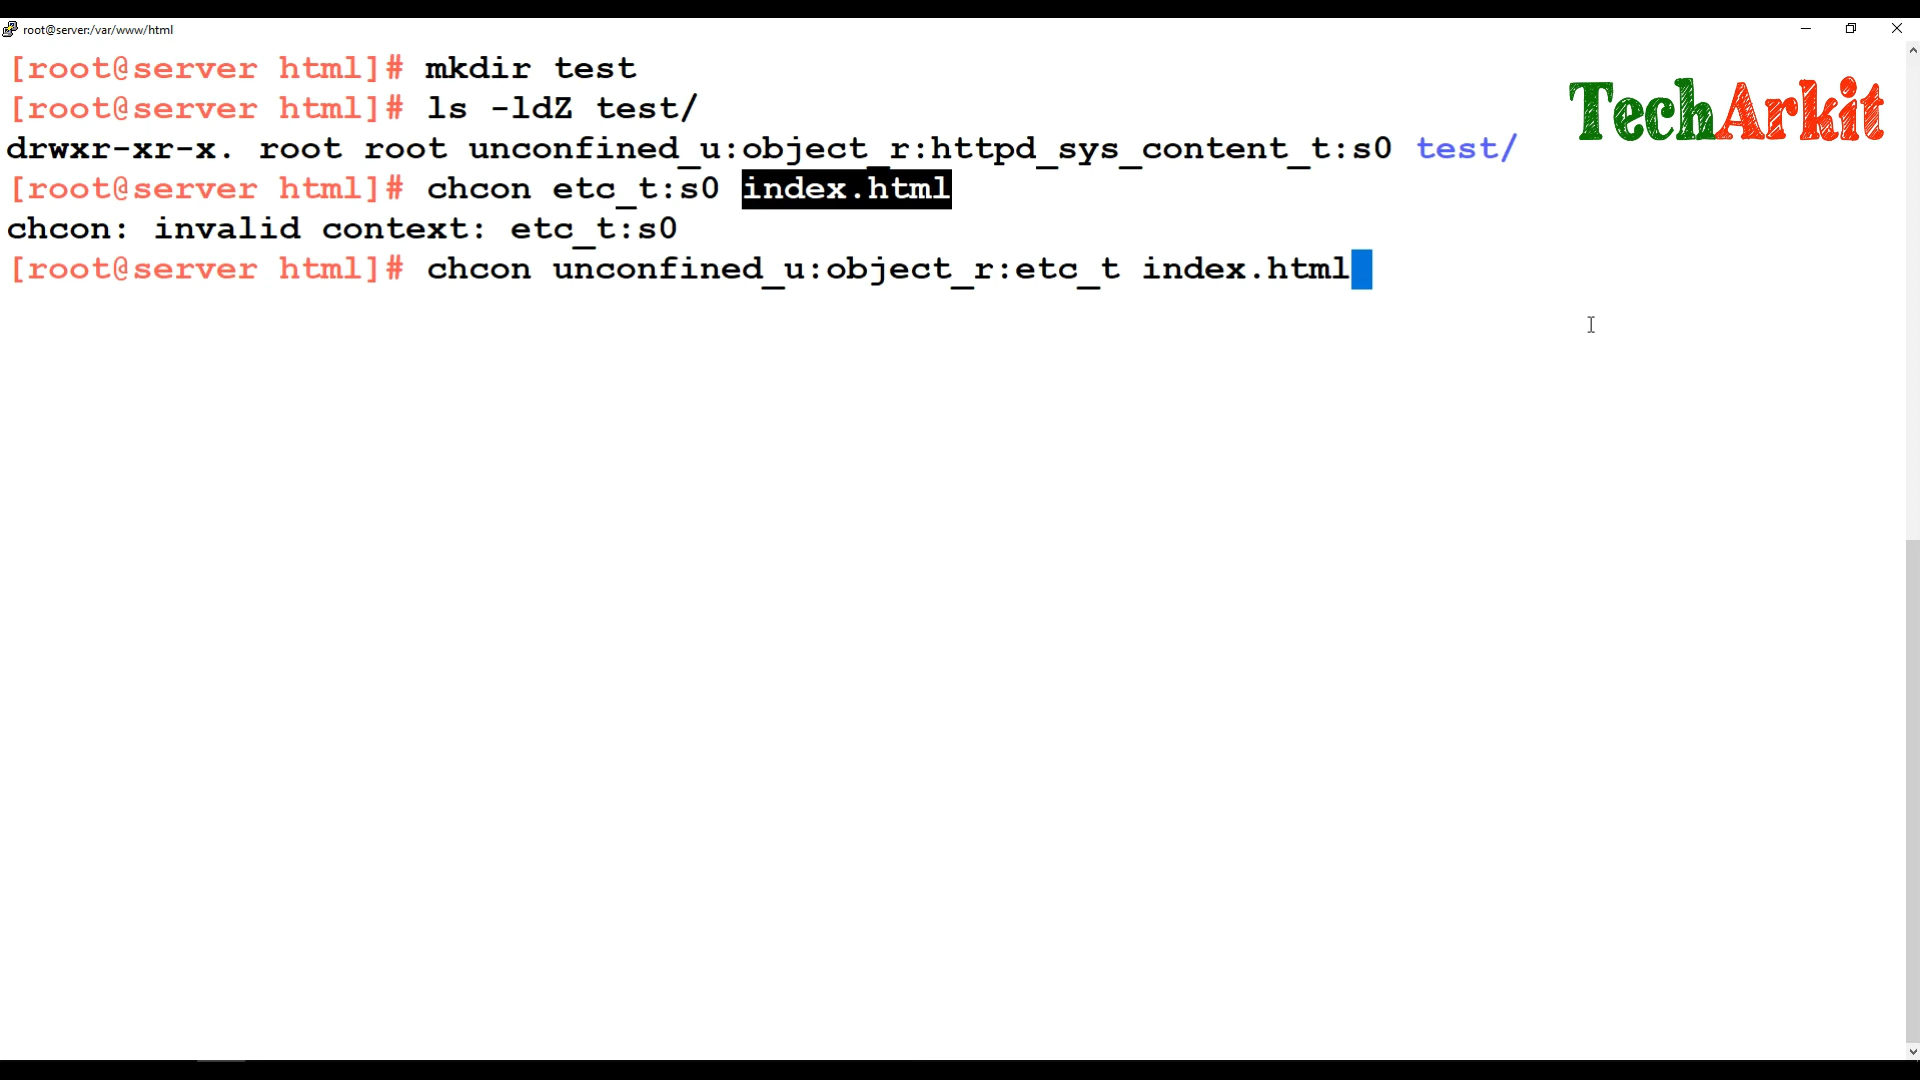 root@server:/var/www/html
[root@server html]# mkdir test
[root@server html]# ls -ldZ test/
drwxr-xr-x. root root unconfined_u:object_r:httpd_sys_content_t:s0 test/
[root@server html]# chcon etc_t:s0 index.html
chcon: invalid context: etc_t:s0
[root@server html]# chcon unconfined_u:object_r:etc_t index.html
TechArkit